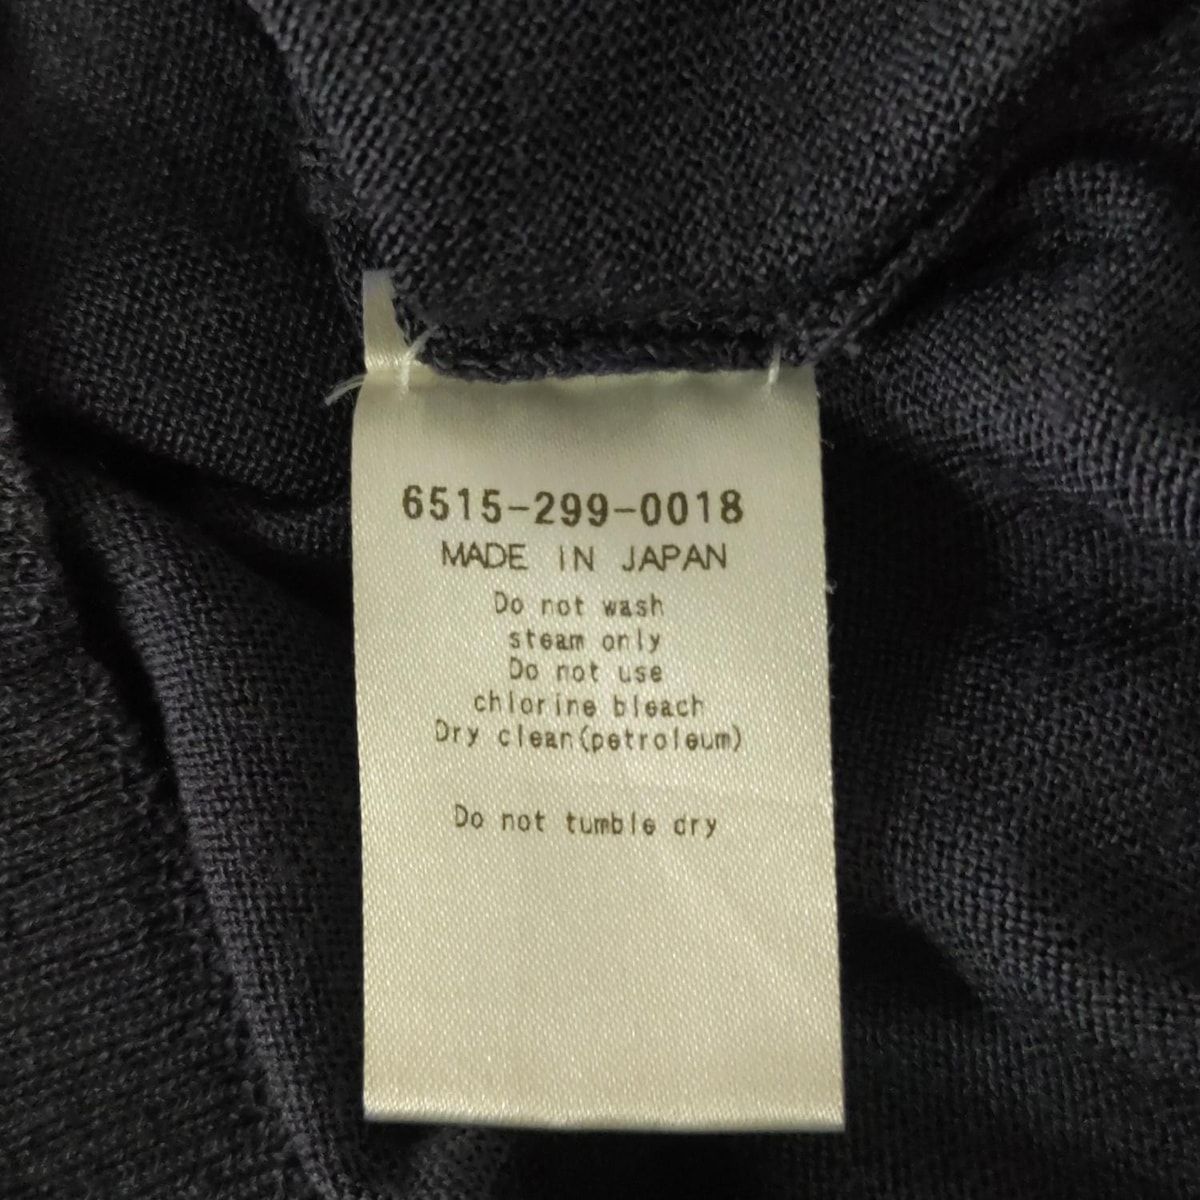 6515-299-0018
MADE IN JAPAN
Do not wash
steam only
Do not use
chlorine bleach
Dry clean(petroleum)
Do not tumble dry